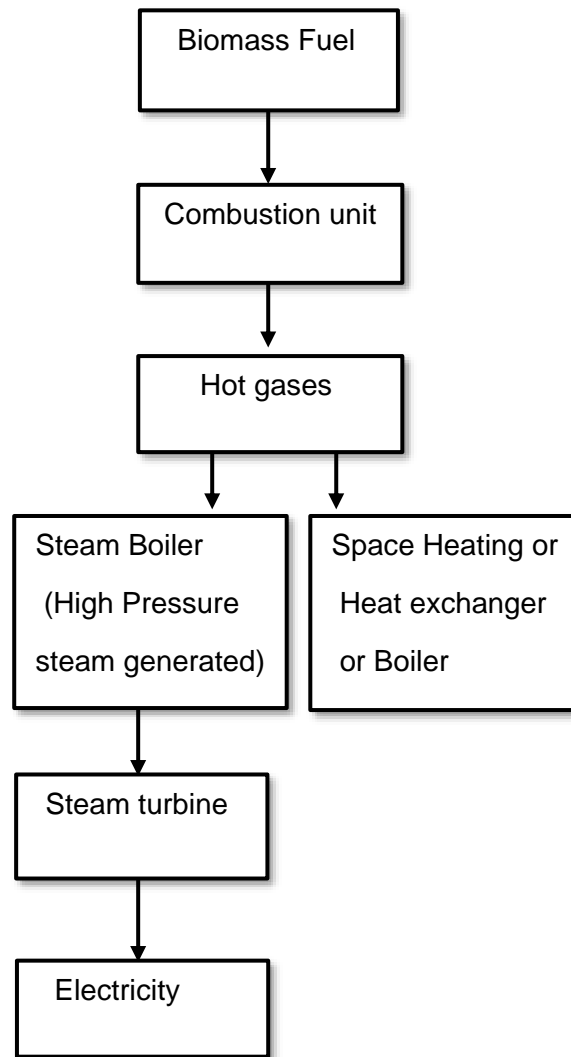 Biomass Fuel
Combustion unit
Hot gases
Steam Boiler
(High Pressure
steam generated)
Space Heating or
Heat exchanger
or Boiler
Steam turbine
Electricity